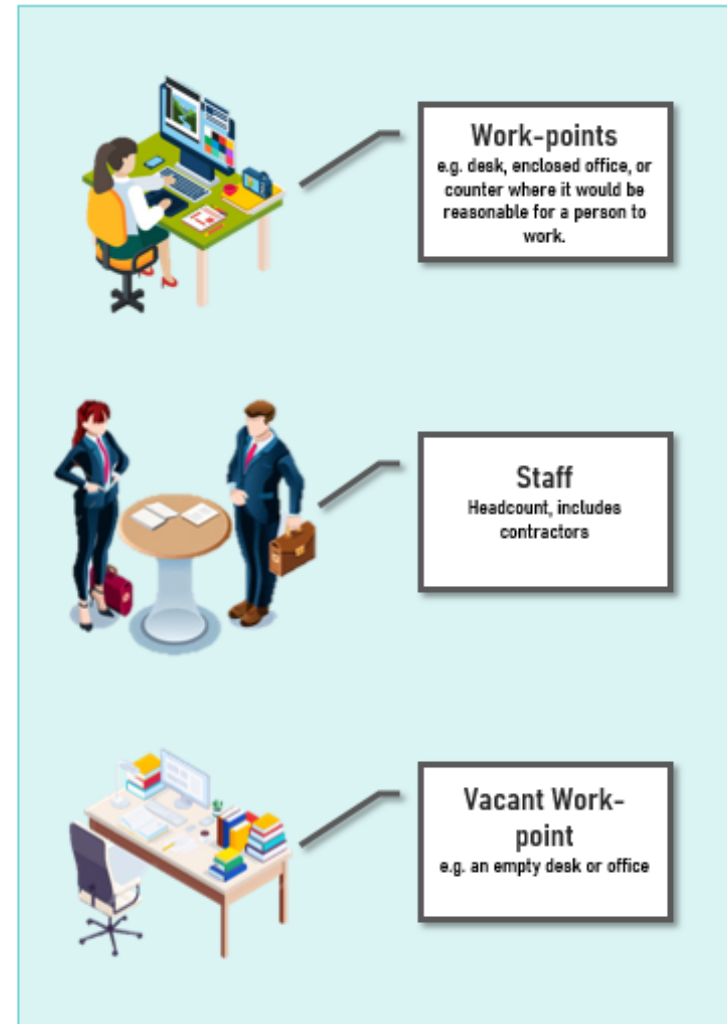 Work-points
e.g. desk, enclosed office, or
counter where it would be
reasonable for a person to
work.
Staff
Headcount, includes
contractors
Vacant Work-
point
e.g. an empty desk or office